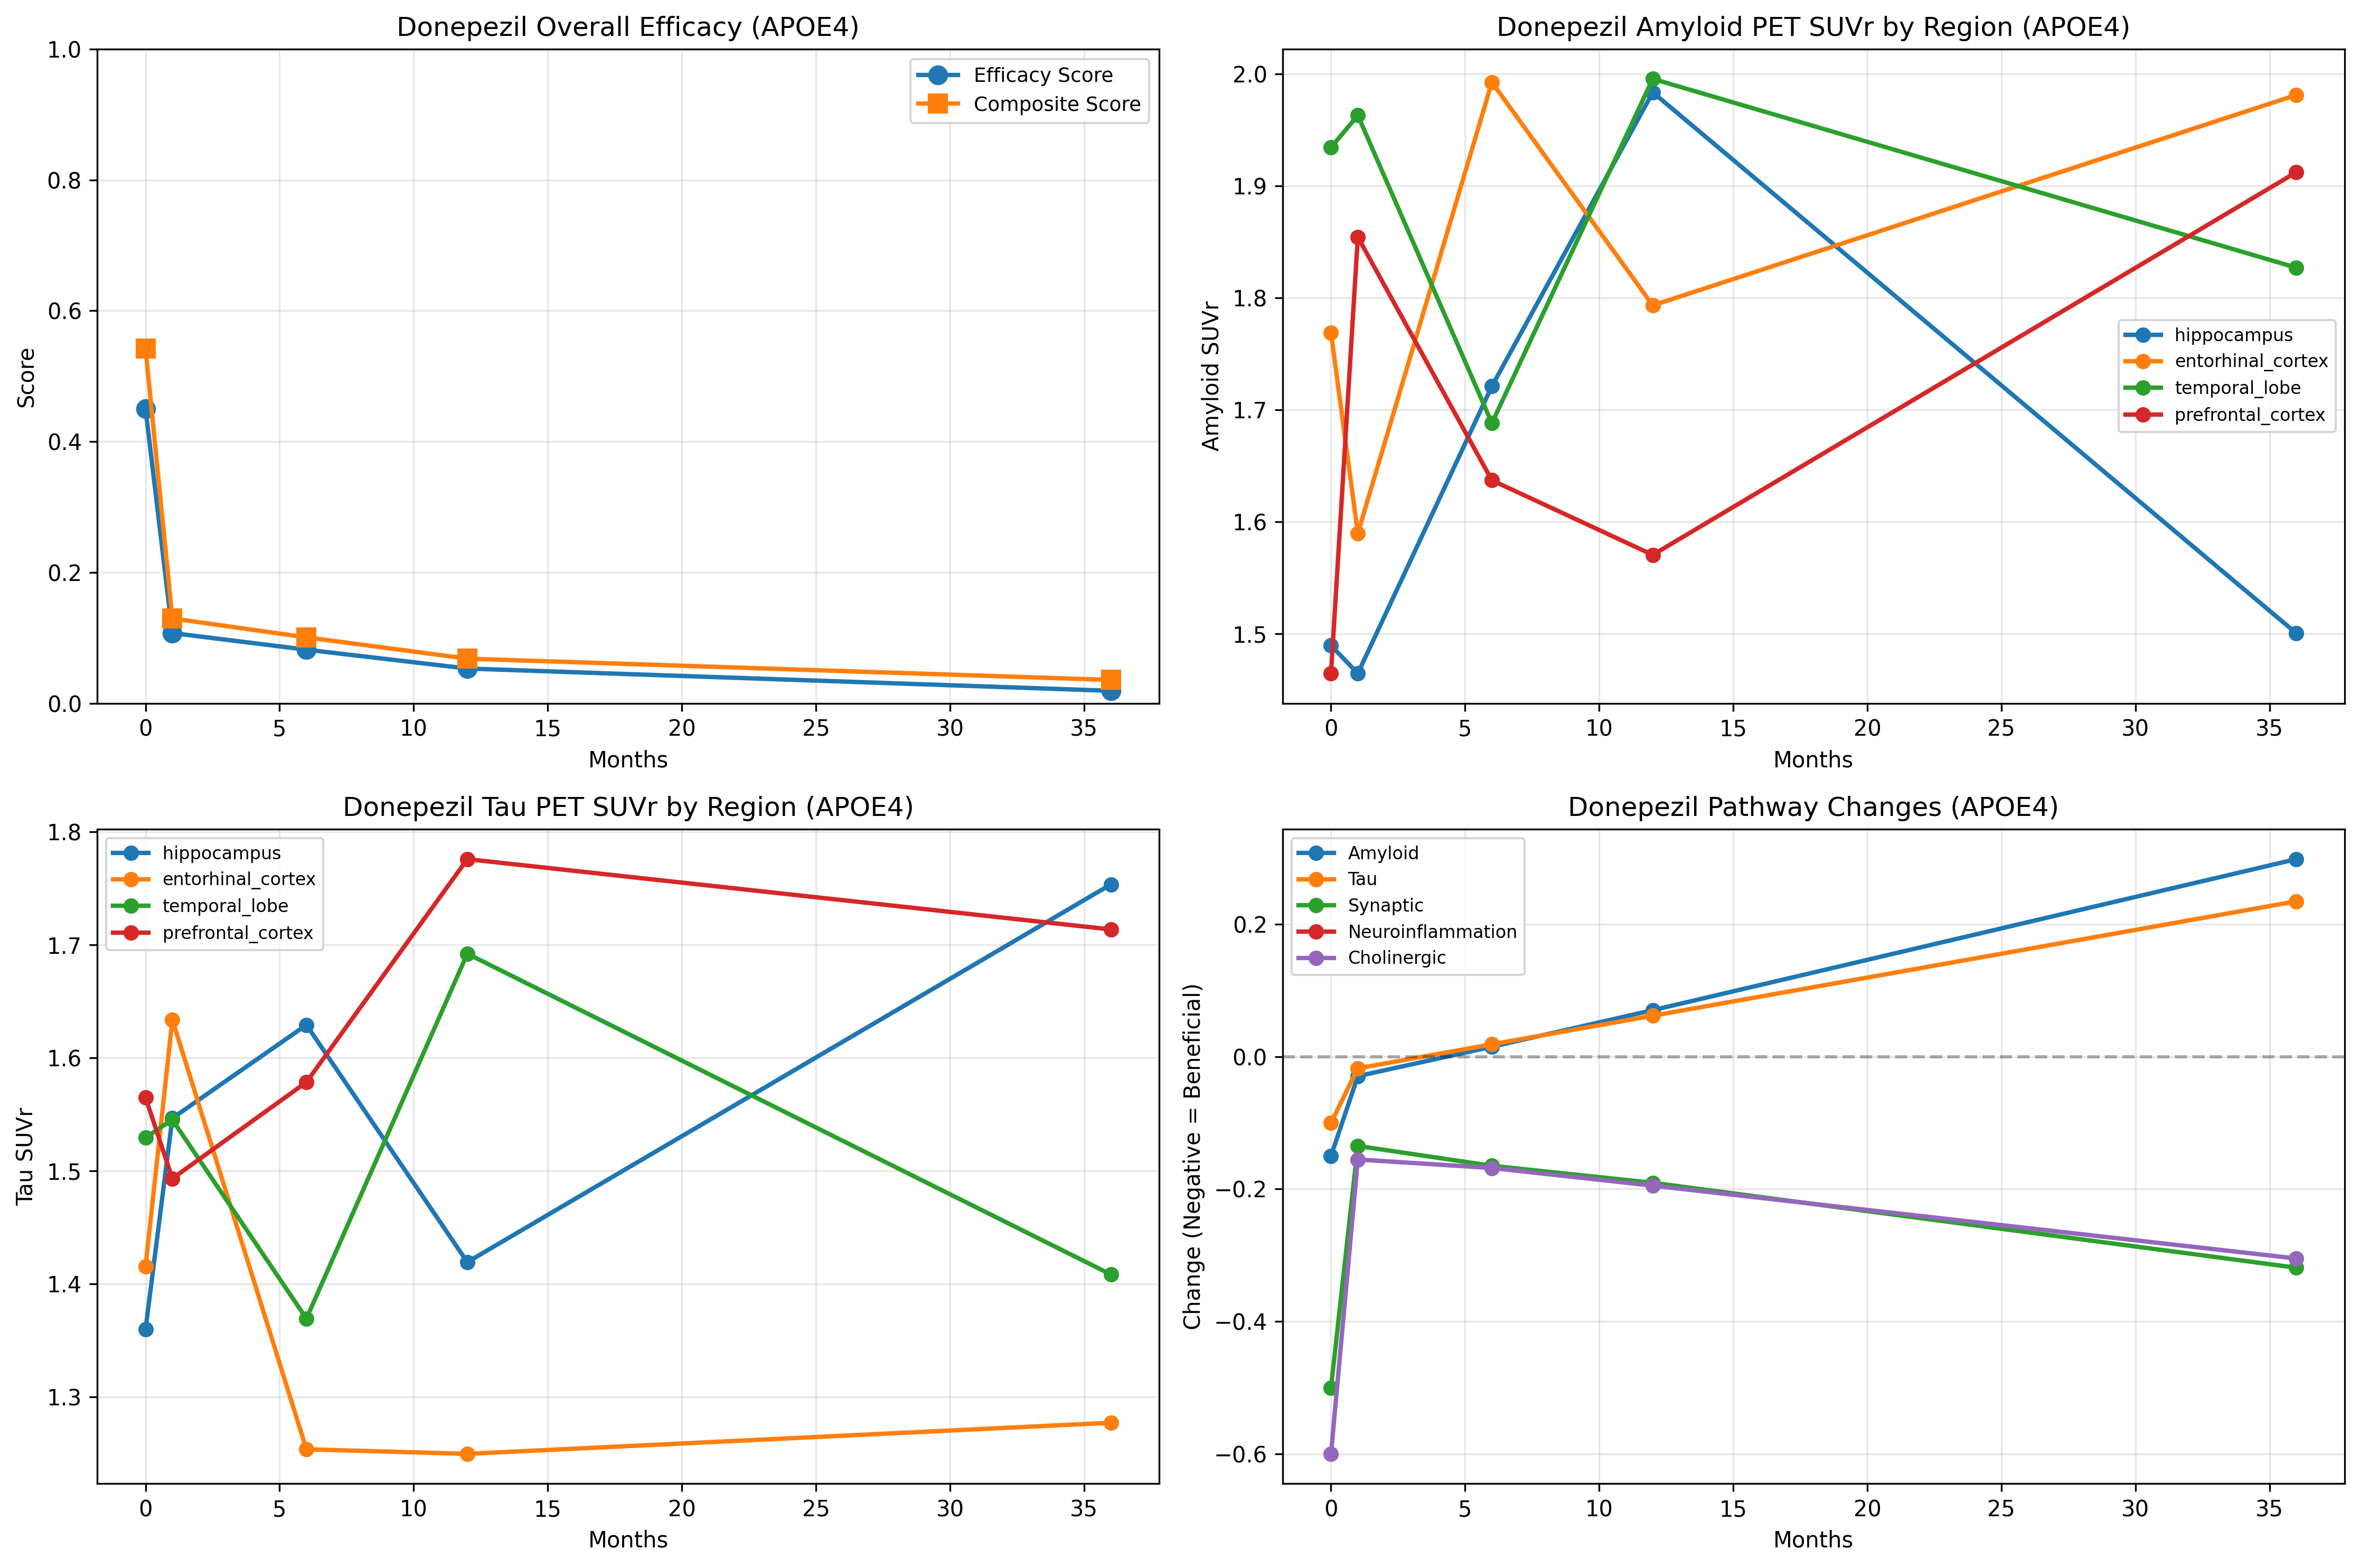 Donepezil Overall Efficacy (APOE4)
1.0
0.8
0.6
0.4
0.2
0.0
Score
Efficacy Score
Composite Score
0 5 10 15 20 25 30 35
Months
Donepezil Amyloid PET SUVr by Region (APOE4)
2.0
1.9
1.8
1.7
1.6
1.5
Amyloid SUVr
hippocampus
entorhinal_cortex
temporal_lobe
prefrontal_cortex
0 5 10 15 20 25 30 35
Months
Donepezil Tau PET SUVr by Region (APOE4)
1.8
1.7
1.6
1.5
1.4
1.3
Tau SUVr
hippocampus
entorhinal_cortex
temporal_lobe
prefrontal_cortex
0 5 10 15 20 25 30 35
Months
Donepezil Pathway Changes (APOE4)
0.2
0.0
−0.2
−0.4
−0.6
Change (Negative = Beneficial)
Amyloid
Tau
Synaptic
Neuroinflammation
Cholinergic
0 5 10 15 20 25 30 35
Months